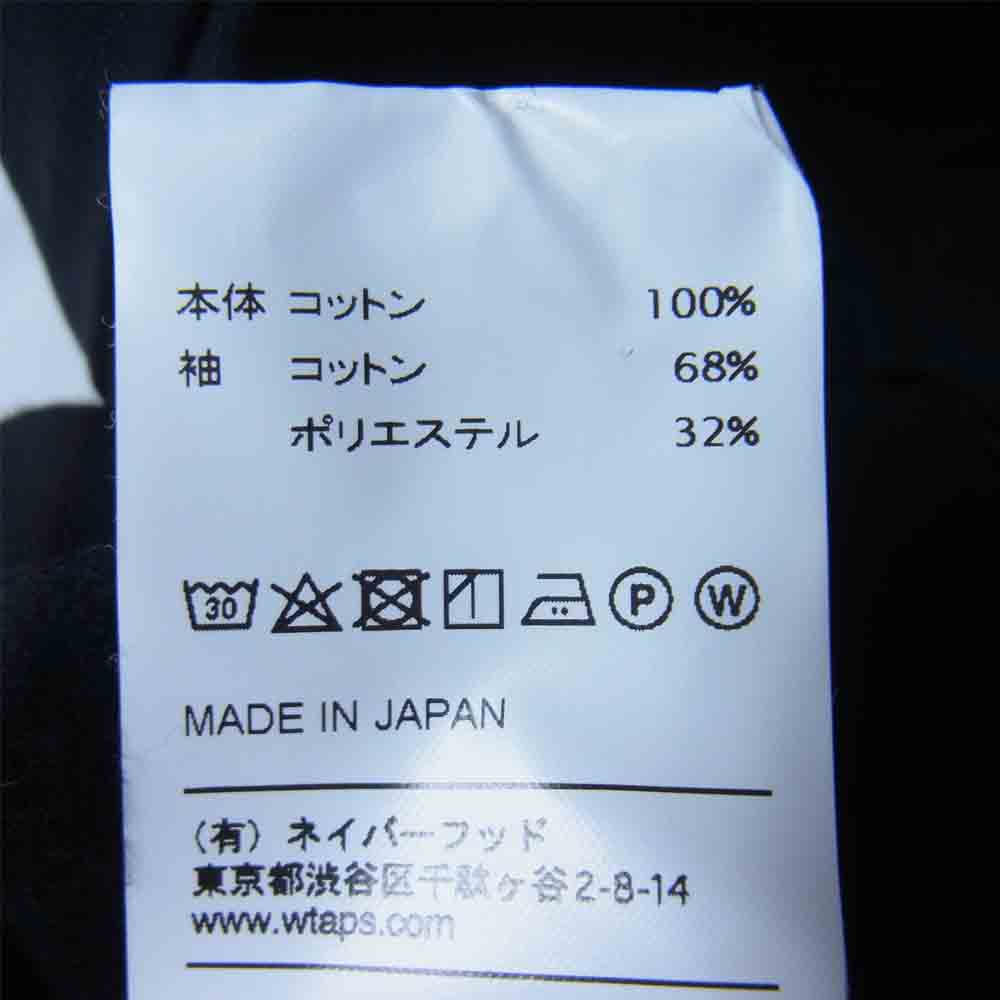 本体 コットン 100%
袖 コットン 68%
ポリエステル 32%
30 P W
MADE IN JAPAN
(有) ネイバーフッド
東京都渋谷区千駄ヶ谷2-8-14
www.wtaps.com